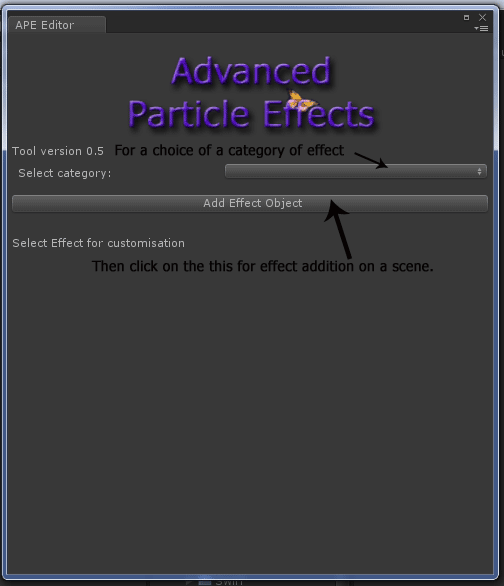 APE Editor
Advanced
Particle Effects
Tool version 0.5 For a choice of a category of effect
Select category:
Add Effect Object
Select Effect for customisation
Then click on the this for effect addition on a scene.